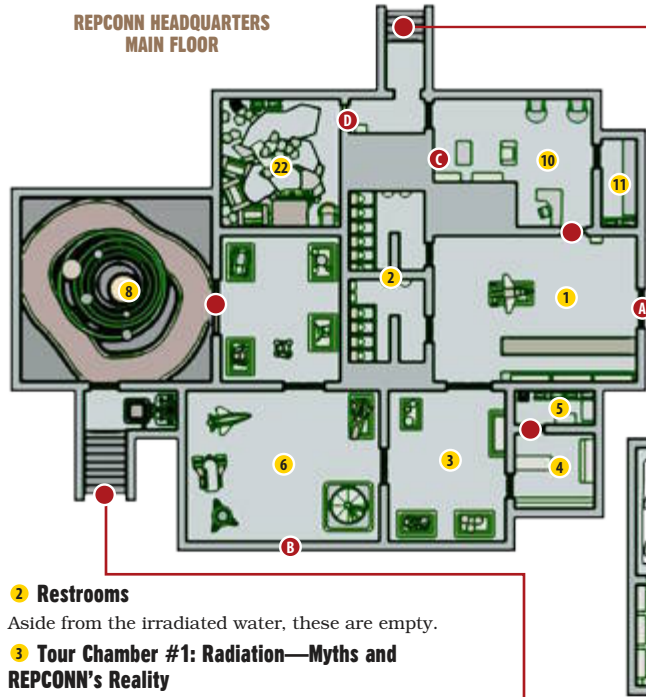 REPCONN HEADQUARTERS
MAIN FLOOR
D
C
22
10
11
8
2
1
A
5
6
3
4
B
2 Restrooms
Aside from the irradiated water, these are empty.
3 Tour Chamber #1: Radiation—Myths and
REPCONN's Reality